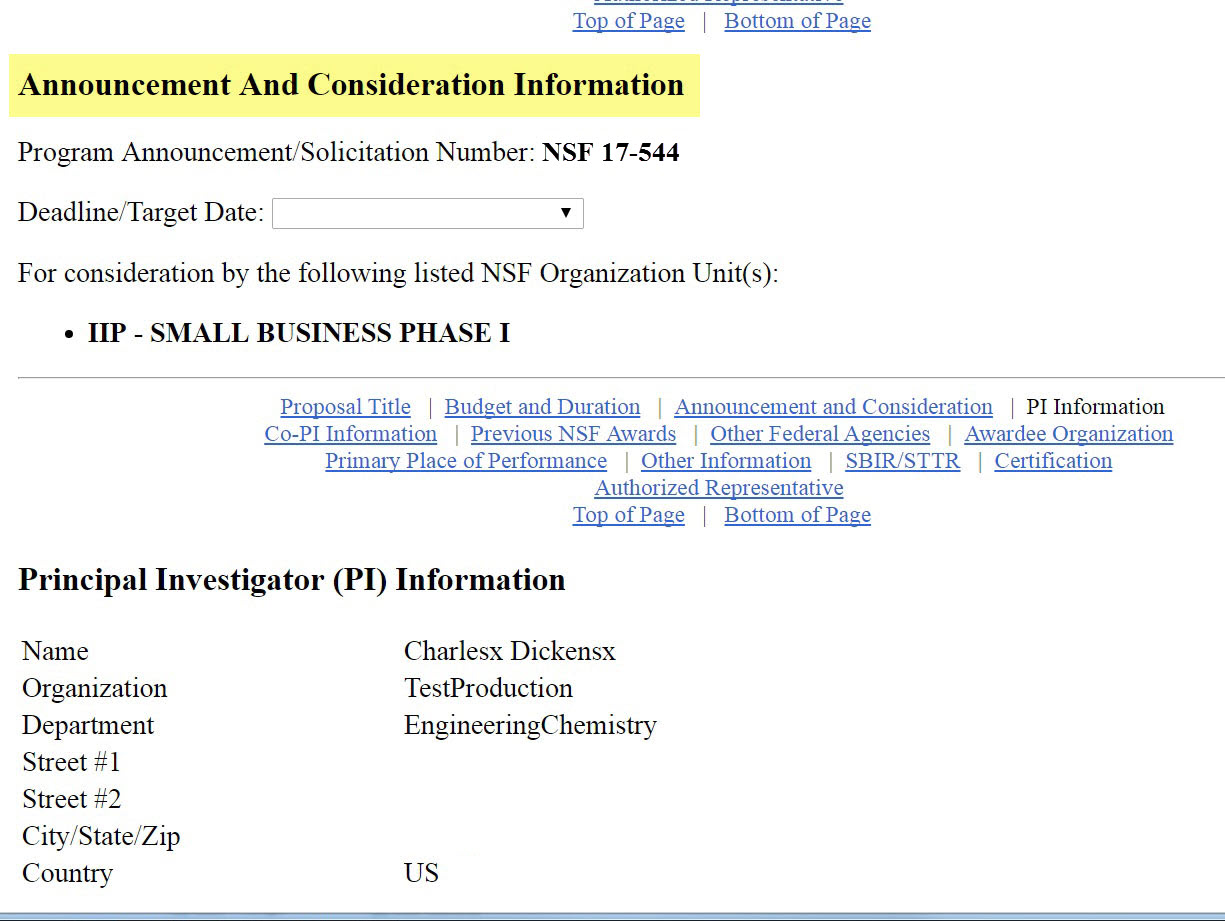 Authorized Representative
Top of Page | Bottom of Page
Announcement And Consideration Information
Program Announcement/Solicitation Number: NSF 17-544
Deadline/Target Date:
For consideration by the following listed NSF Organization Unit(s):
• IIP - SMALL BUSINESS PHASE I
Proposal Title | Budget and Duration | Announcement and Consideration | PI Information
Co-PI Information | Previous NSF Awards | Other Federal Agencies | Awardee Organization
Primary Place of Performance | Other Information | SBIR/STTR | Certification
Authorized Representative
Top of Page | Bottom of Page
Principal Investigator (PI) Information
Name Charlesx Dickensx
Organization TestProduction
Department EngineeringChemistry
Street #1
Street #2
City/State/Zip
Country US